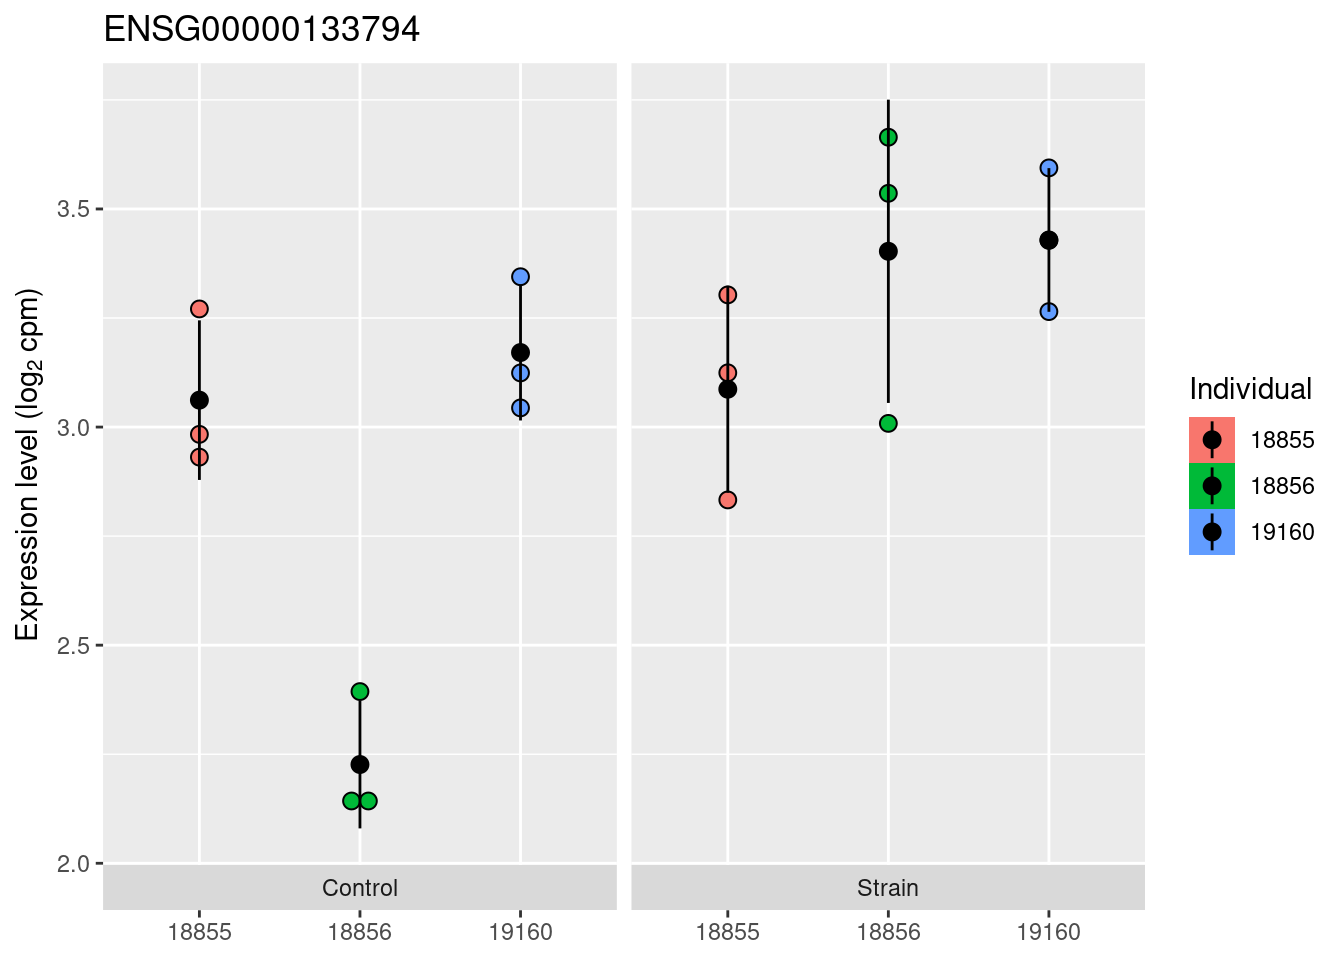 ENSG00000133794
Expression level (log₂ cpm)
3.5
3.0
2.5
2.0
Control
Strain
18855
18856
19160
18855
18856
19160
Individual
18855
18856
19160